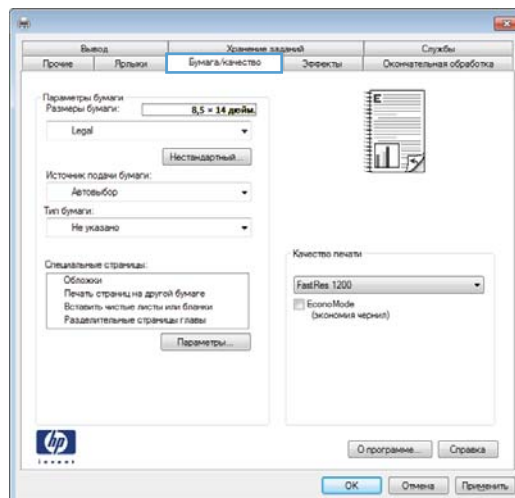 Вывод Хранение заданий Службы
Прочие Ярлыки Бумага/качество Эффекты Окончательная обработка
Параметры бумаги
Размеры бумаги: 8,5 × 14 дюйм.
Legal
Нестандартный...
Источник подачи бумаги:
Автовыбор
Тип бумаги:
Не указано
Специальные страницы:
Обложки
Печать страниц на другой бумаге
Вставить чистые листы или бланки
Разделительные страницы главы
Параметры...
E
Качество печати
FastRes 1200
EconoMode
(экономия чернил)
hp
invent
О программе... Справка
OK Отмена Применить